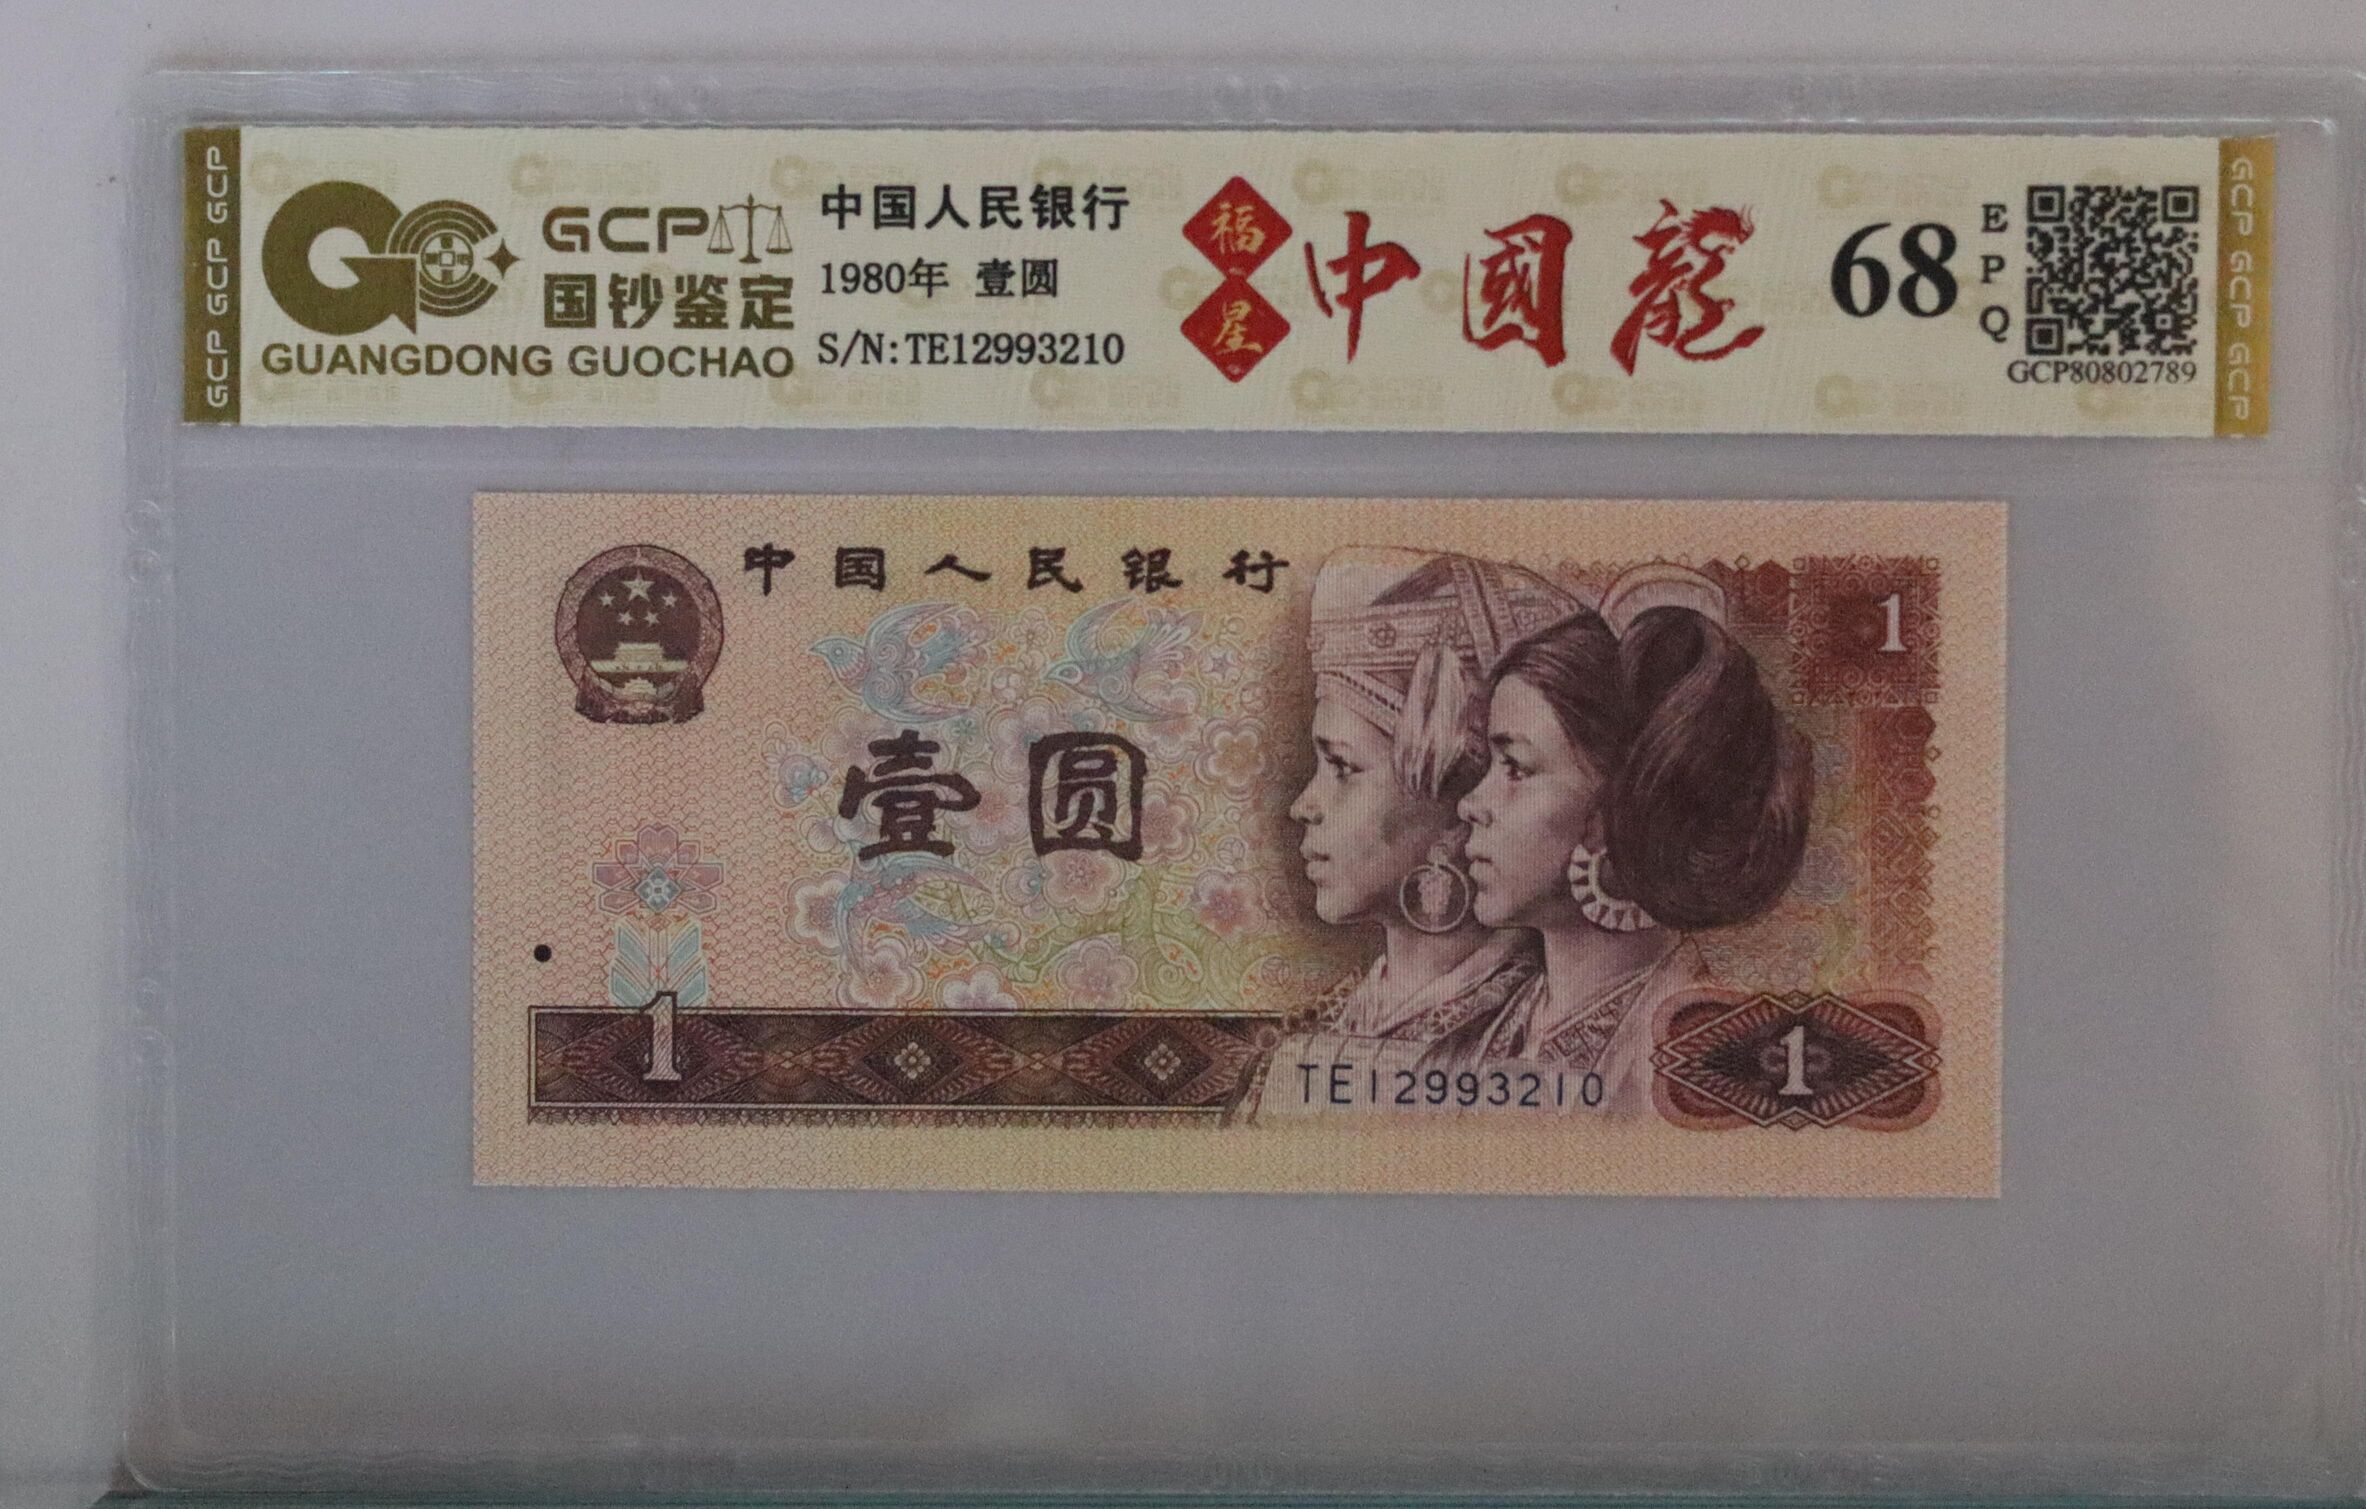 GCP GCP GCP
GCP
国钞鉴定
GUANGDONG GUOCHAO
中国人民银行
1980年 壹圆
S/N:TE12993210
福星
中國龍
68
EPQ
GCP80802789
GCP GCP GCP
中国人民银行
1
壹圆
1
TE12993210
1